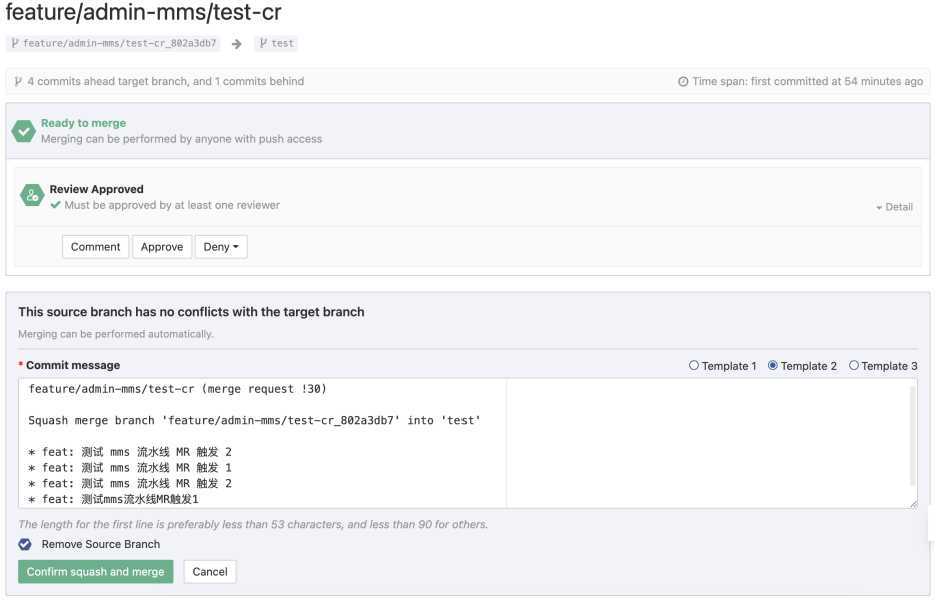 feature/admin-mms/test-cr
feature/admin-mms/test-cr_802a3db7 → test
4 commits ahead target branch, and 1 commits behind
Time span: first committed at 54 minutes ago
Ready to merge
Merging can be performed by anyone with push access
Review Approved
Must be approved by at least one reviewer
Detail
Comment Approve Deny
This source branch has no conflicts with the target branch
Merging can be performed automatically.
* Commit message
Template 1 Template 2 Template 3
feature/admin-mms/test-cr (merge request !30)
Squash merge branch 'feature/admin-mms/test-cr_802a3db7' into 'test'
* feat: 测试 mms 流水线 MR 触发 2
* feat: 测试 mms 流水线 MR 触发 1
* feat: 测试 mms 流水线 MR 触发 2
* feat: 测试mms流水线MR触发1
The length for the first line is preferably less than 53 characters, and less than 90 for others.
Remove Source Branch
Confirm squash and merge Cancel